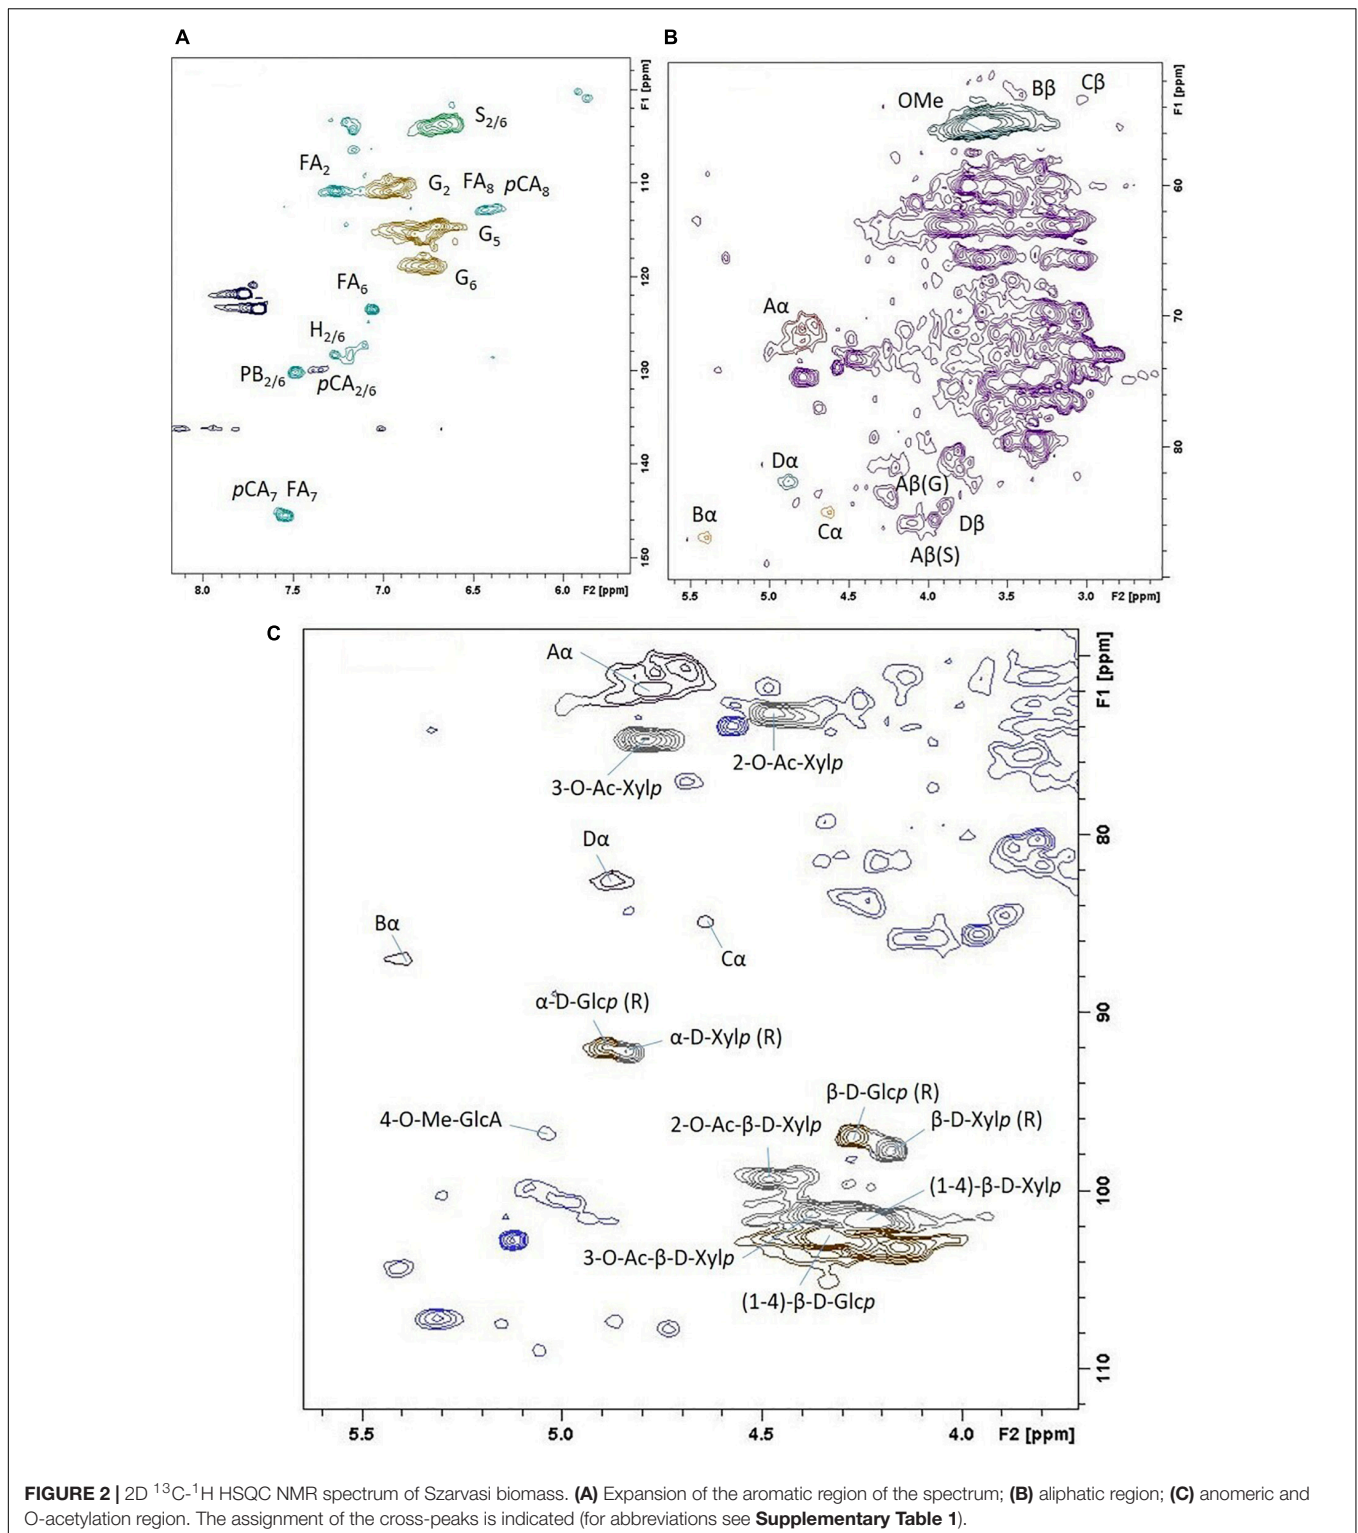 A
B
F1 [ppm]
S2/6
FA2
G2 FA8 pCA8
G5
G6
FA6
H2/6
PB2/6
pCA2/6
pCA7 FA7
110
120
130
140
150
8.0 7.5 7.0 6.5 6.0 F2 [ppm]
F1 [ppm]
OMe
Bβ
Cβ
Aα
Dα
Aβ(G)
Bα
Cα
Dβ
Aβ(S)
60
70
80
5.5 5.0 4.5 4.0 3.5 F2 [ppm] 3.0
C
F1 [ppm]
Aα
2-O-Ac-Xylp
3-O-Ac-Xylp
80
Dα
Bα
Cα
α-D-Glcp (R)
α-D-Xylp (R)
90
β-D-Glcp (R)
4-O-Me-GlcA
2-O-Ac-β-D-Xylp
β-D-Xylp (R)
(1-4)-β-D-Xylp
100
3-O-Ac-β-D-Xylp
(1-4)-β-D-Glcp
110
5.5 5.0 4.5 4.0 F2 [ppm]
FIGURE 2 | 2D 13C-1H HSQC NMR spectrum of Szarvasi biomass. (A) Expansion of the aromatic region of the spectrum; (B) aliphatic region; (C) anomeric and
O-acetylation region. The assignment of the cross-peaks is indicated (for abbreviations see Supplementary Table 1).